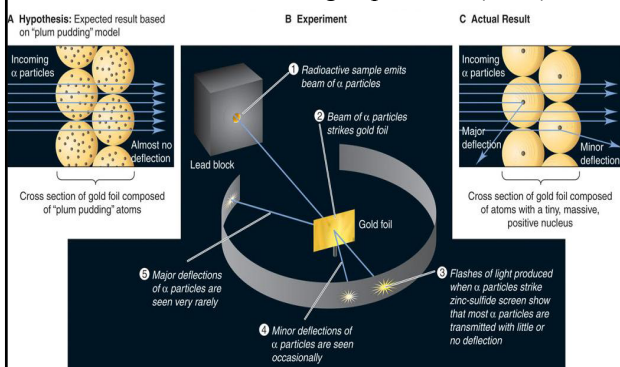 A Hypothesis: Expected result based
on "plum pudding" model
Incoming
α particles
Almost no
deflection
Cross section of gold foil composed
of "plum pudding" atoms
B Experiment
1 Radioactive sample emits
beam of α particles
2 Beam of α particles
strikes gold foil
Lead block
Gold foil
5 Major deflections
of α particles are
seen very rarely
4 Minor deflections of
α particles are seen
occasionally
3 Flashes of light produced
when α particles strike
zinc-sulfide screen show
that most α particles are
transmitted with little or
no deflection
C Actual Result
Incoming
α particles
Major
deflection
Minor
deflection
Cross section of gold foil composed
of atoms with a tiny, massive,
positive nucleus